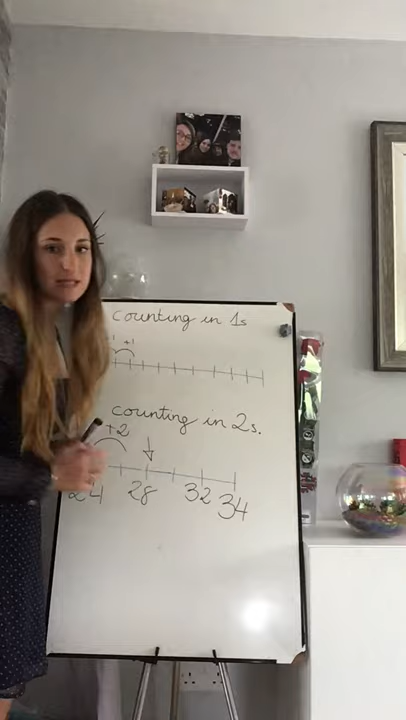 counting in 1s
+1
counting in 2s.
+2
24 28 32 34